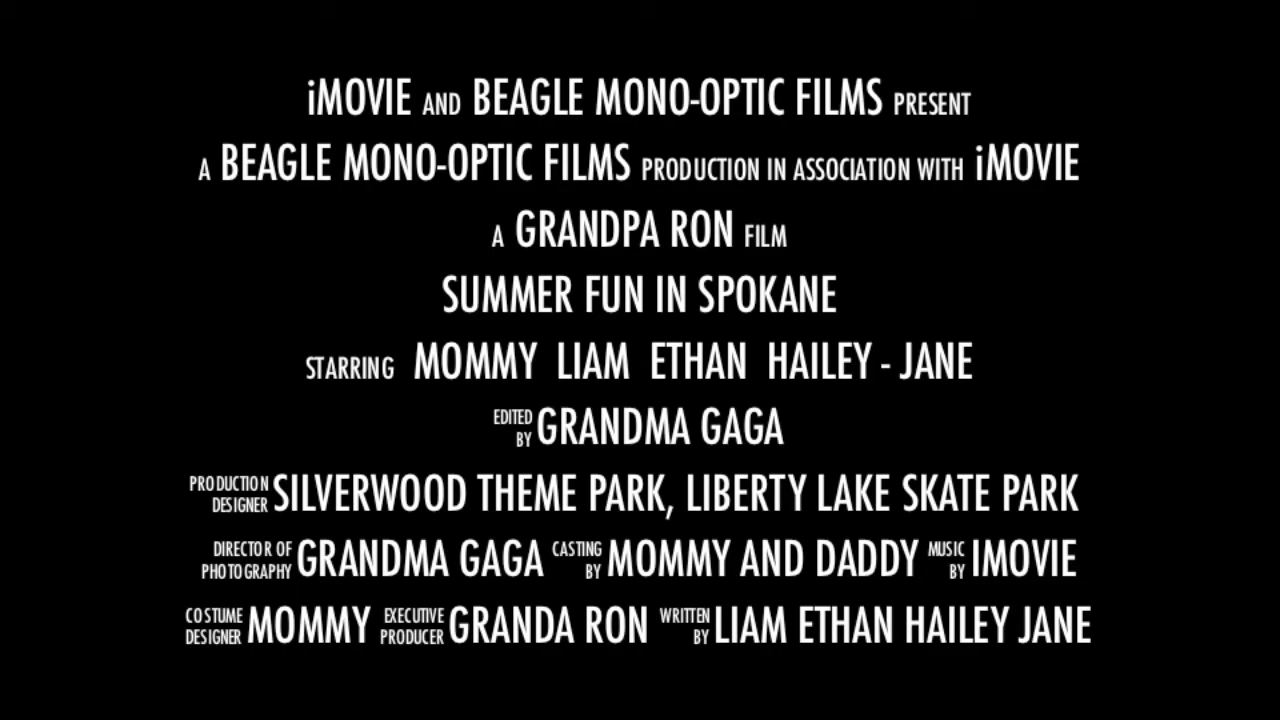 iMOVIE AND BEAGLE MONO-OPTIC FILMS PRESENT
A BEAGLE MONO-OPTIC FILMS PRODUCTION IN ASSOCIATION WITH iMOVIE
A GRANDPA RON FILM
SUMMER FUN IN SPOKANE
STARRING MOMMY LIAM ETHAN HAILEY - JANE
EDITED BY GRANDMA GAGA
PRODUCTION DESIGNER SILVERWOOD THEME PARK, LIBERTY LAKE SKATE PARK
DIRECTOR OF PHOTOGRAPHY GRANDMA GAGA CASTING BY MOMMY AND DADDY MUSIC BY IMOVIE
COSTUME DESIGNER MOMMY EXECUTIVE PRODUCER GRANDA RON WRITTEN BY LIAM ETHAN HAILEY JANE